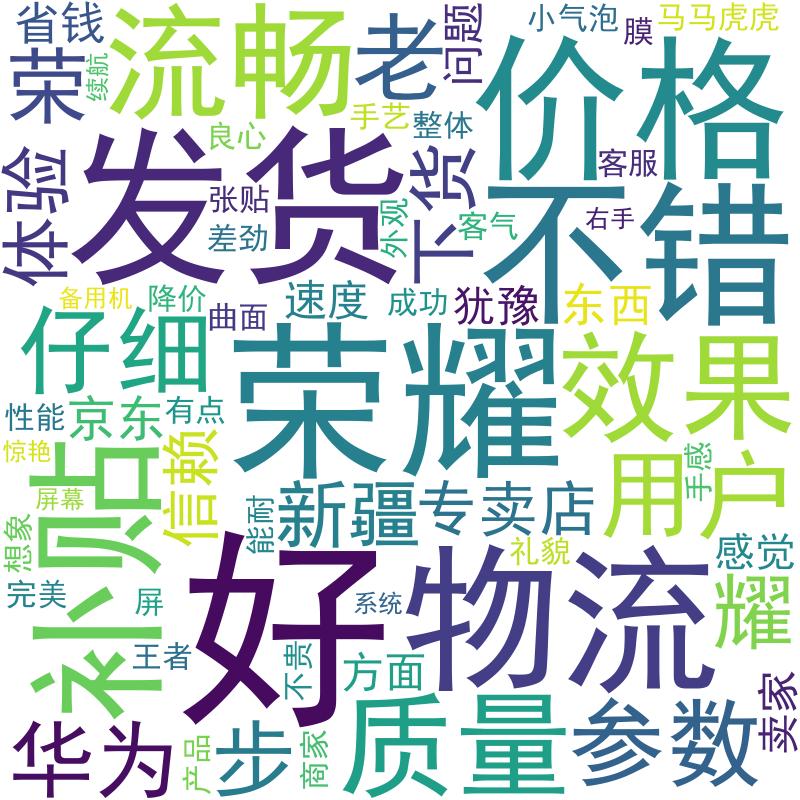 省钱
流畅
老
问题
小气泡
膜
马马虎虎
荣
续航
价格
良心
手艺
整体
体验
发货
下货
客服
张贴
差劲
外观
客气
不错
右手
备用机
降价
曲面
速度
成功
犹豫
东西
仔细
荣耀
效果
性能
京东
有点
惊艳
补贴
信赖
屏幕
想象
能耐
新疆
专卖店
用户
手感
完美
屏
好
物流
礼貌
感觉
系统
耀
王者
不贵
方面
华为
产品
步
商家
质量
参数
卖家